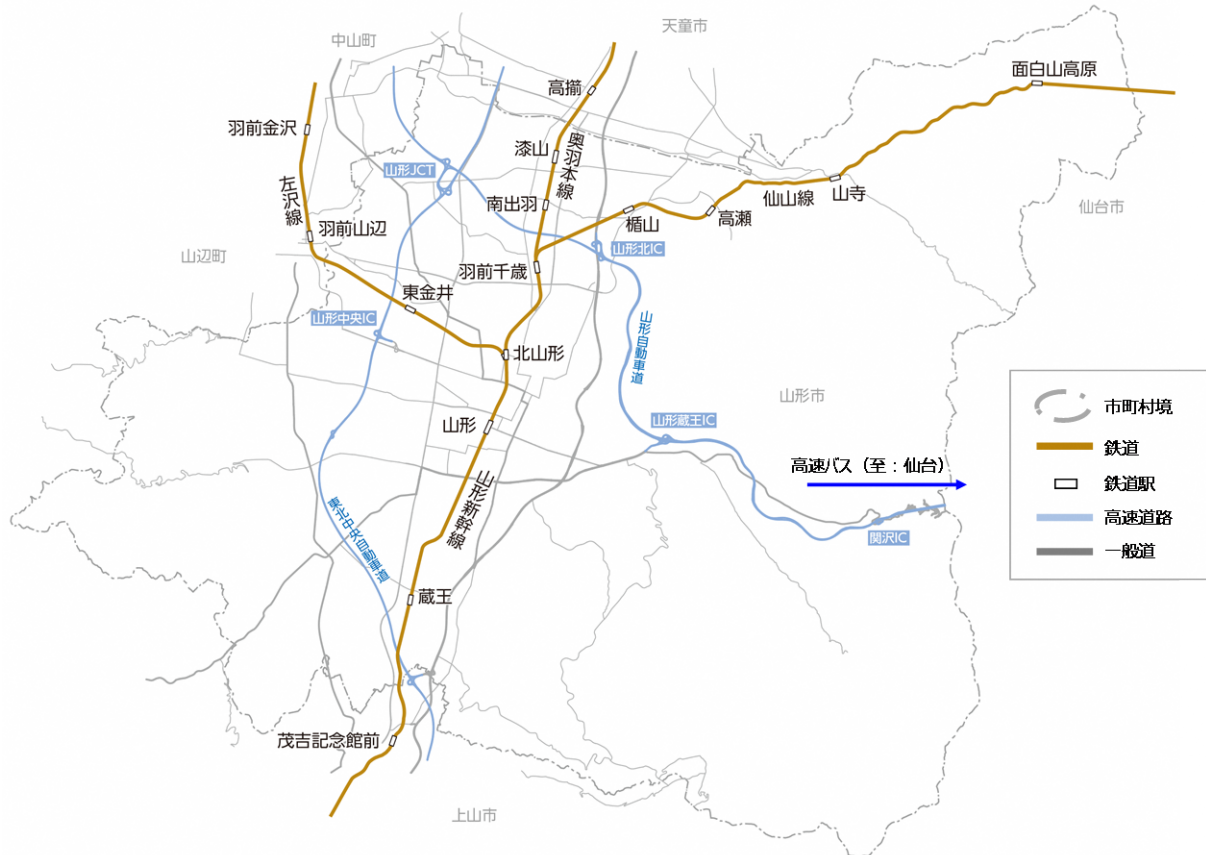 天童市
中山町
面白山高原
高擶
羽前金沢
漆山
奥羽本線
山形JCT
左沢線
南出羽
仙山線
山寺
楯山
高瀬
仙台市
羽前山辺
山辺町
山形北IC
羽前千歳
東金井
山形中央IC
北山形
山形自動車道
山形市
山形
山形蔵王IC
高速バス（至：仙台）
山形新幹線
関沢IC
東北中央自動車道
蔵王
茂吉記念館前
上山市
市町村境
鉄道
鉄道駅
高速道路
一般道